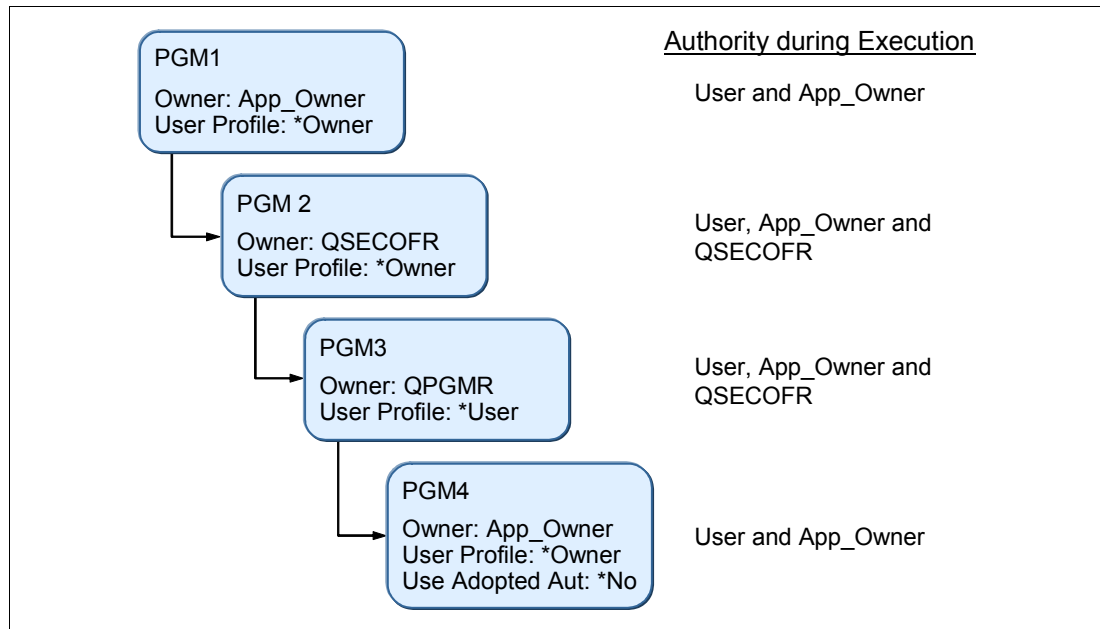 Authority during Execution
PGM1
Owner: App_Owner
User Profile: *Owner
User and App_Owner
PGM 2
Owner: QSECOFR
User Profile: *Owner
User, App_Owner and
QSECOFR
PGM3
Owner: QPGMR
User Profile: *User
User, App_Owner and
QSECOFR
PGM4
Owner: App_Owner
User Profile: *Owner
Use Adopted Aut: *No
User and App_Owner